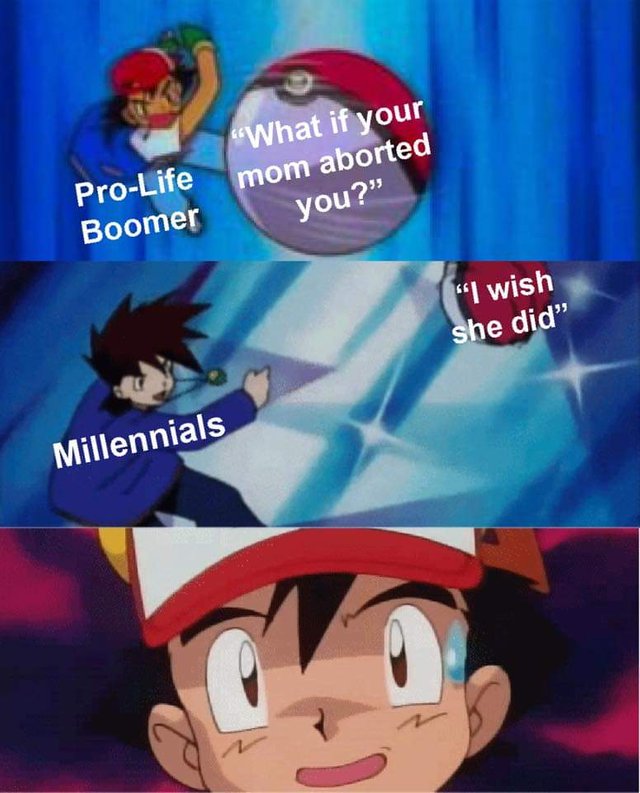 “What if your
mom aborted
you?”
Pro-Life
Boomer
“I wish
she did”
Millennials